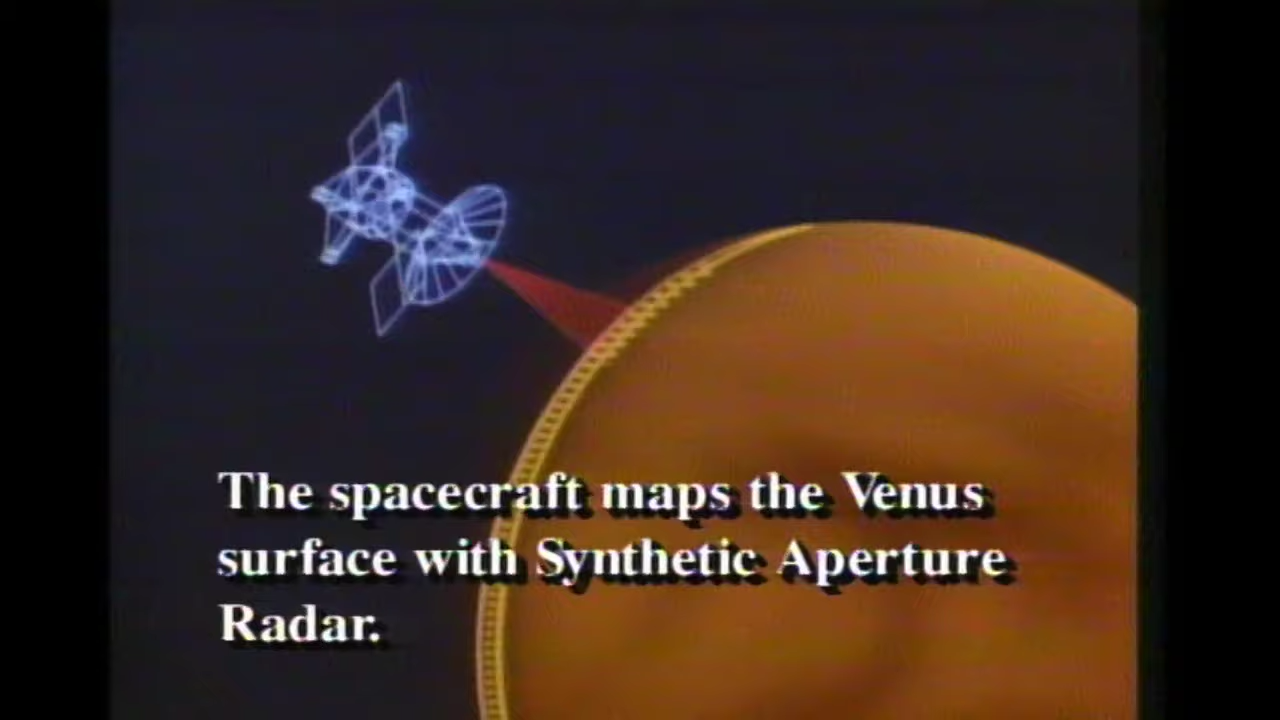 The spacecraft maps the Venus
surface with Synthetic Aperture
Radar.